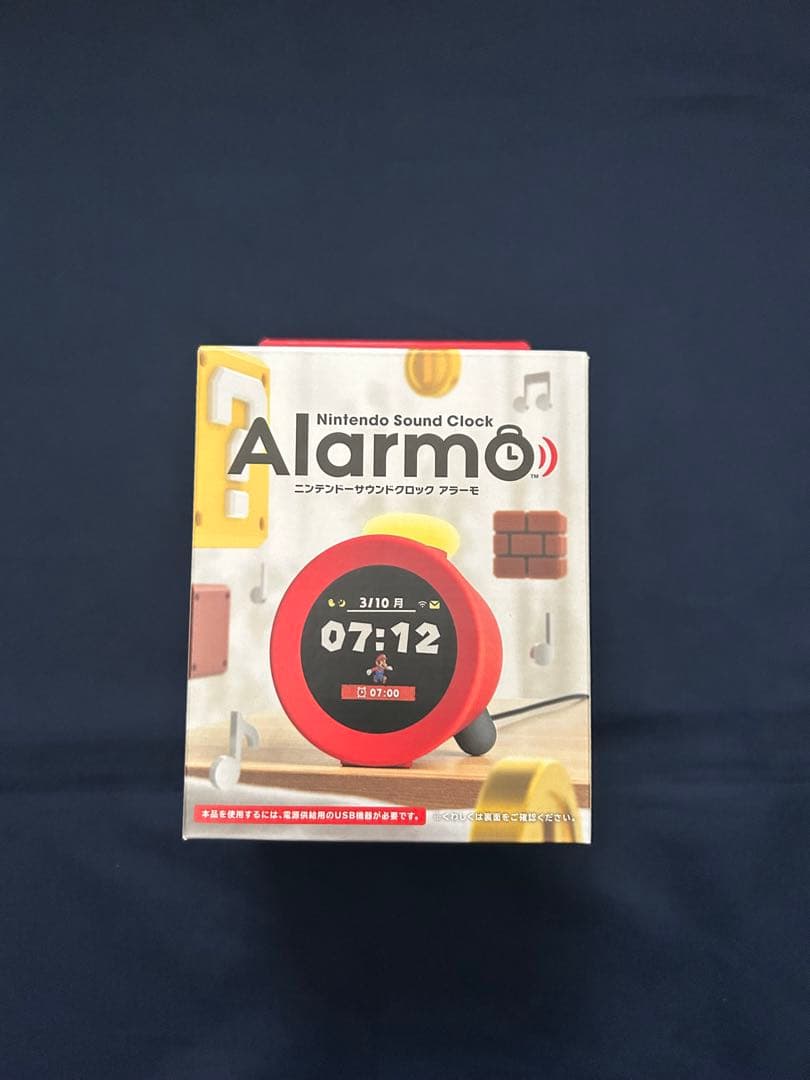 Nintendo Sound Clock
Alarmo
TM
ニンテンドーサウンドクロック アラーモ
3/10 月
07:12
07:00
本品を使用するには、電源供給用のUSB機器が必要です。
※くわしくは裏面をご確認ください。